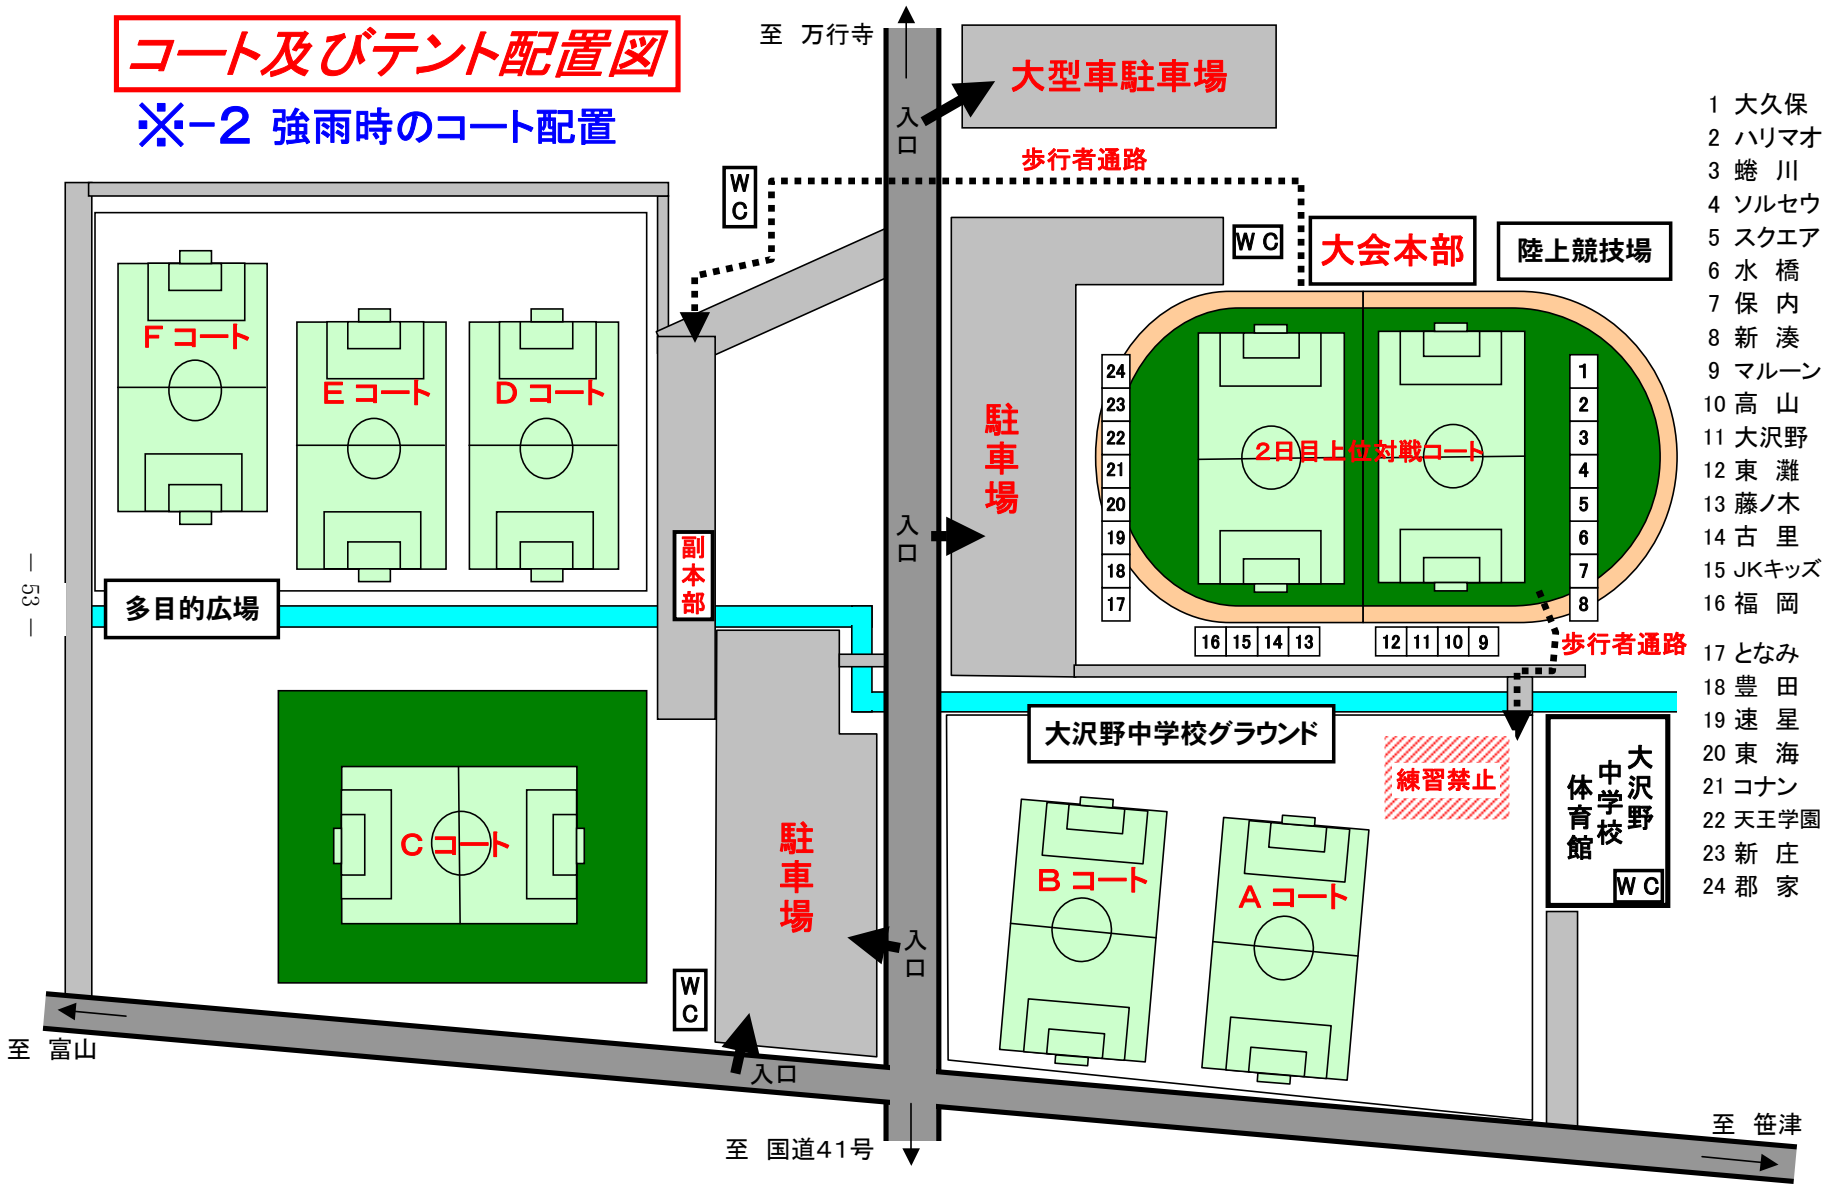 コート及びテント配置図
※-2 強雨時のコート配置
至 万行寺
大型車駐車場
入口
歩行者通路
WC
WC
大会本部
陸上競技場
1 大久保
2 ハリマオ
3 蜷 川
4 ソルセウ
5 スクエア
6 水 橋
7 保 内
8 新 湊
9 マルーン
10 高 山
11 大沢野
12 東 灘
13 藤ノ木
14 古 里
15 JKキッズ
16 福 岡
17 となみ
18 豊 田
19 速 星
20 東 海
21 コナン
22 天王学園
23 新 庄
24 郡 家
F コート
E コート
D コート
駐車場
入口
2日目上位対戦コート
24
23
22
21
20
19
18
17
1
2
3
4
5
6
7
8
16 15 14 13
12 11 10 9
歩行者通路
副本部
多目的広場
― 53 ―
大沢野中学校グラウンド
練習禁止
大沢野
中学校
体育館
WC
C コート
駐車場
入口
B コート
A コート
WC
入口
至 富山
至 国道41号
至 笹津